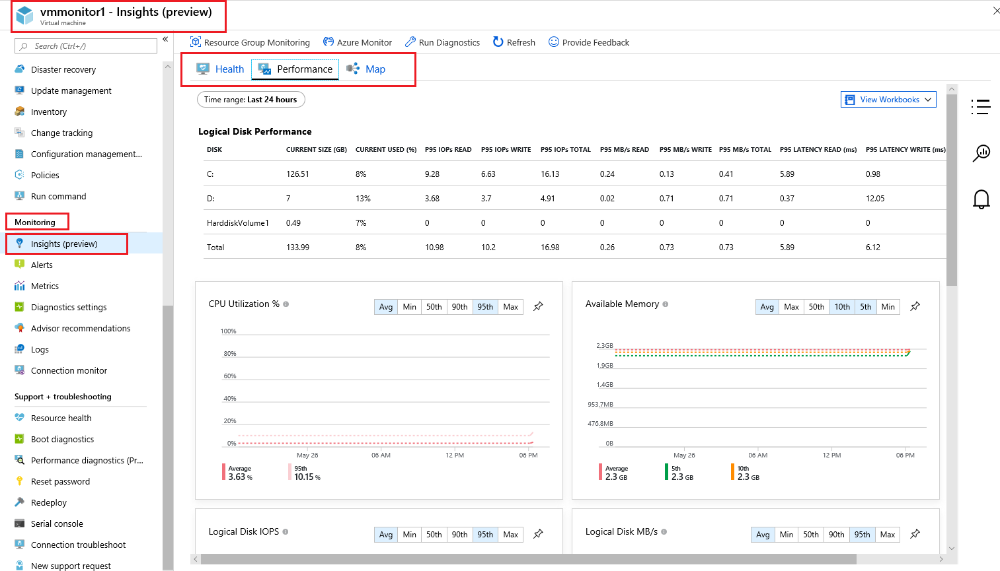 vmmonitor1 - Insights (preview)
Virtual machine
Search (Ctrl+/)
Disaster recovery
Update management
Inventory
Change tracking
Configuration management...
Policies
Run command
Monitoring
Insights (preview)
Alerts
Metrics
Diagnostics settings
Advisor recommendations
Logs
Connection monitor
Support + troubleshooting
Resource health
Boot diagnostics
Performance diagnostics (Pr...
Reset password
Redeploy
Serial console
Connection troubleshoot
New support request
Resource Group Monitoring Azure Monitor Run Diagnostics Refresh Provide Feedback
Health Performance Map
Time range: Last 24 hours View Workbooks
Logical Disk Performance
DISK CURRENT SIZE (GB) CURRENT USED (%) P95 IOPs READ P95 IOPs WRITE P95 IOPs TOTAL P95 MB/s READ P95 MB/s WRITE P95 MB/s TOTAL P95 LATENCY READ (ms) P95 LATENCY WRITE (ms)
C: 126.51 8% 9.28 6.63 16.13 0.24 0.13 0.41 5.89 0.98
D: 7 13% 3.68 3.7 4.91 0.02 0.71 0.71 0.37 12.05
HarddiskVolume1 0.49 7% 0 0 0 0 0 0 0 0
Total 133.99 8% 10.98 10.2 16.98 0.26 0.73 0.73 5.89 6.12
CPU Utilization % Avg Min 50th 90th 95th Max
100%
80%
60%
40%
20%
0%
May 26 06 AM 12 PM 06 PM
Average 95th
3.63 % 10.15 %
Available Memory Avg Max 50th 10th 5th Min
2.3GB
1.9GB
1.4GB
953.7MB
476.8MB
0B
May 26 06 AM 12 PM 06 PM
Average 5th 10th
2.3 GB 2.3 GB 2.3 GB
Logical Disk IOPS Avg Min 50th 90th 95th Max
Logical Disk MB/s Avg Min 50th 90th 95th Max